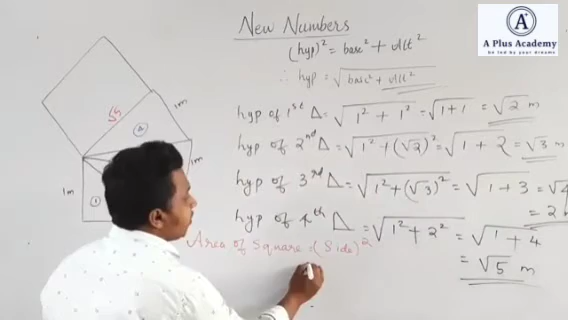 New Numbers
(hyp)² = base² + Alt²
∴ hyp = √base² + Alt²
hyp of 1st Δ = √1² + 1² = √1+1 = √2 m
hyp of 2nd Δ = √1² + (√2)² = √1 + 2 = √3 m
hyp of 3rd Δ = √1² + (√3)² = √1 + 3 = √4
= 2
hyp of 4th Δ = √1² + 2² = √1 + 4
= √5 m
Area of Square = (Side)²
√5
1m
4
1m
1m
1
A+
A Plus Academy
be led by your dreams